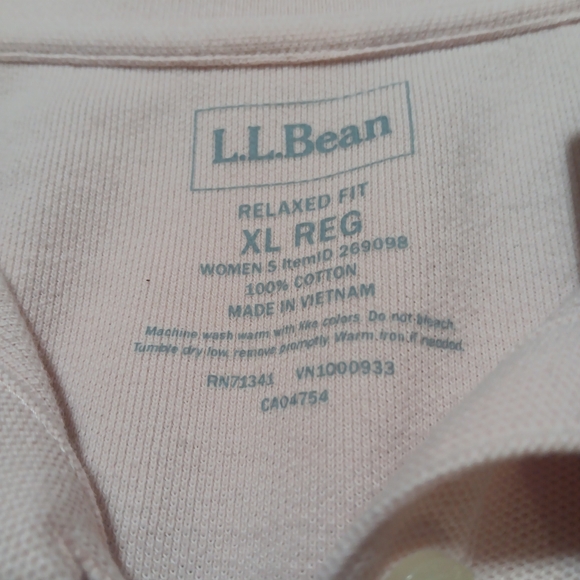 L.L.Bean
RELAXED FIT
XL REG
WOMEN S ItemID 269098
100% COTTON
MADE IN VIETNAM
Machine wash warm with like colors. Do not bleach.
Tumble dry low, remove promptly. Warm iron if needed.
RN71341 VN1000933
CA04754